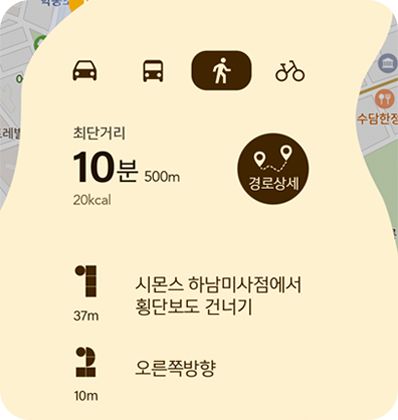 최단거리
10분 500m
20kcal
경로상세
1
시몬스 하남미사점에서
횡단보도 건너기
37m
2
오른쪽방향
10m
수담한정